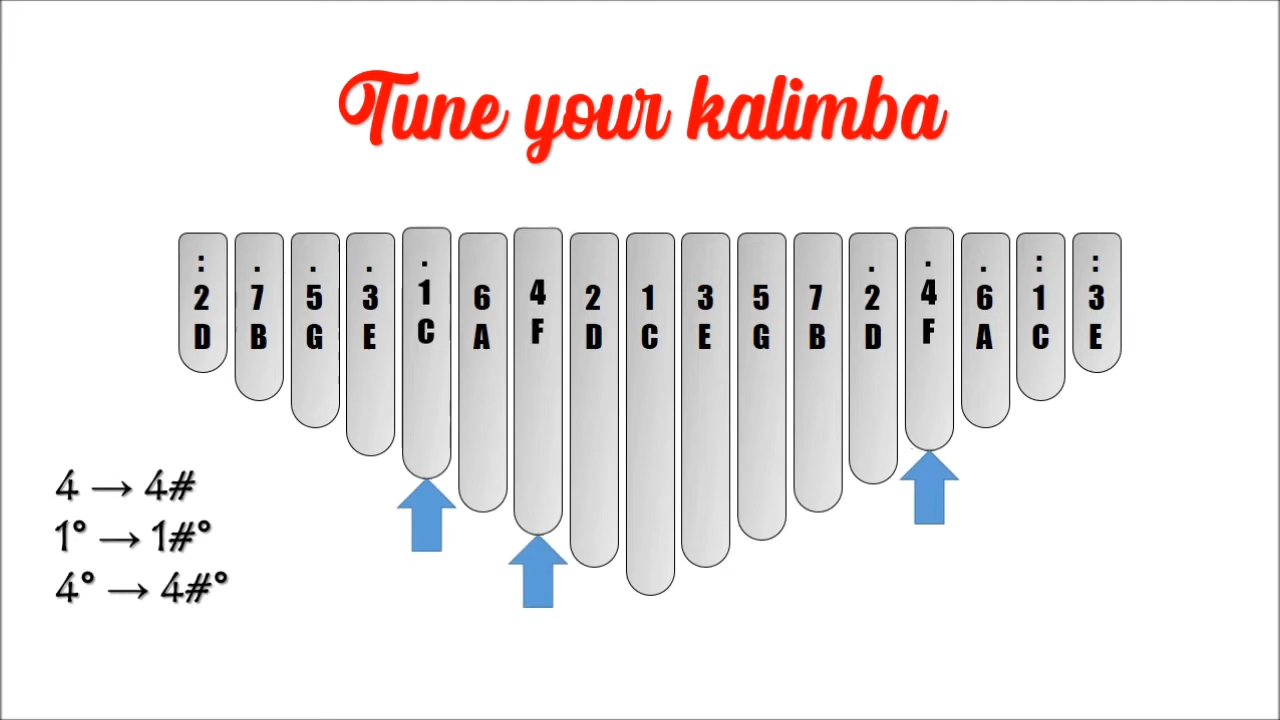 Tune your kalimba
: . . . . . . . : :
2 7 5 3 1 6 4 2 1 3 5 7 2 4 6 1 3
D B G E C A F D C E G B D F A C E
4 → 4#
1° → 1#°
4° → 4#°